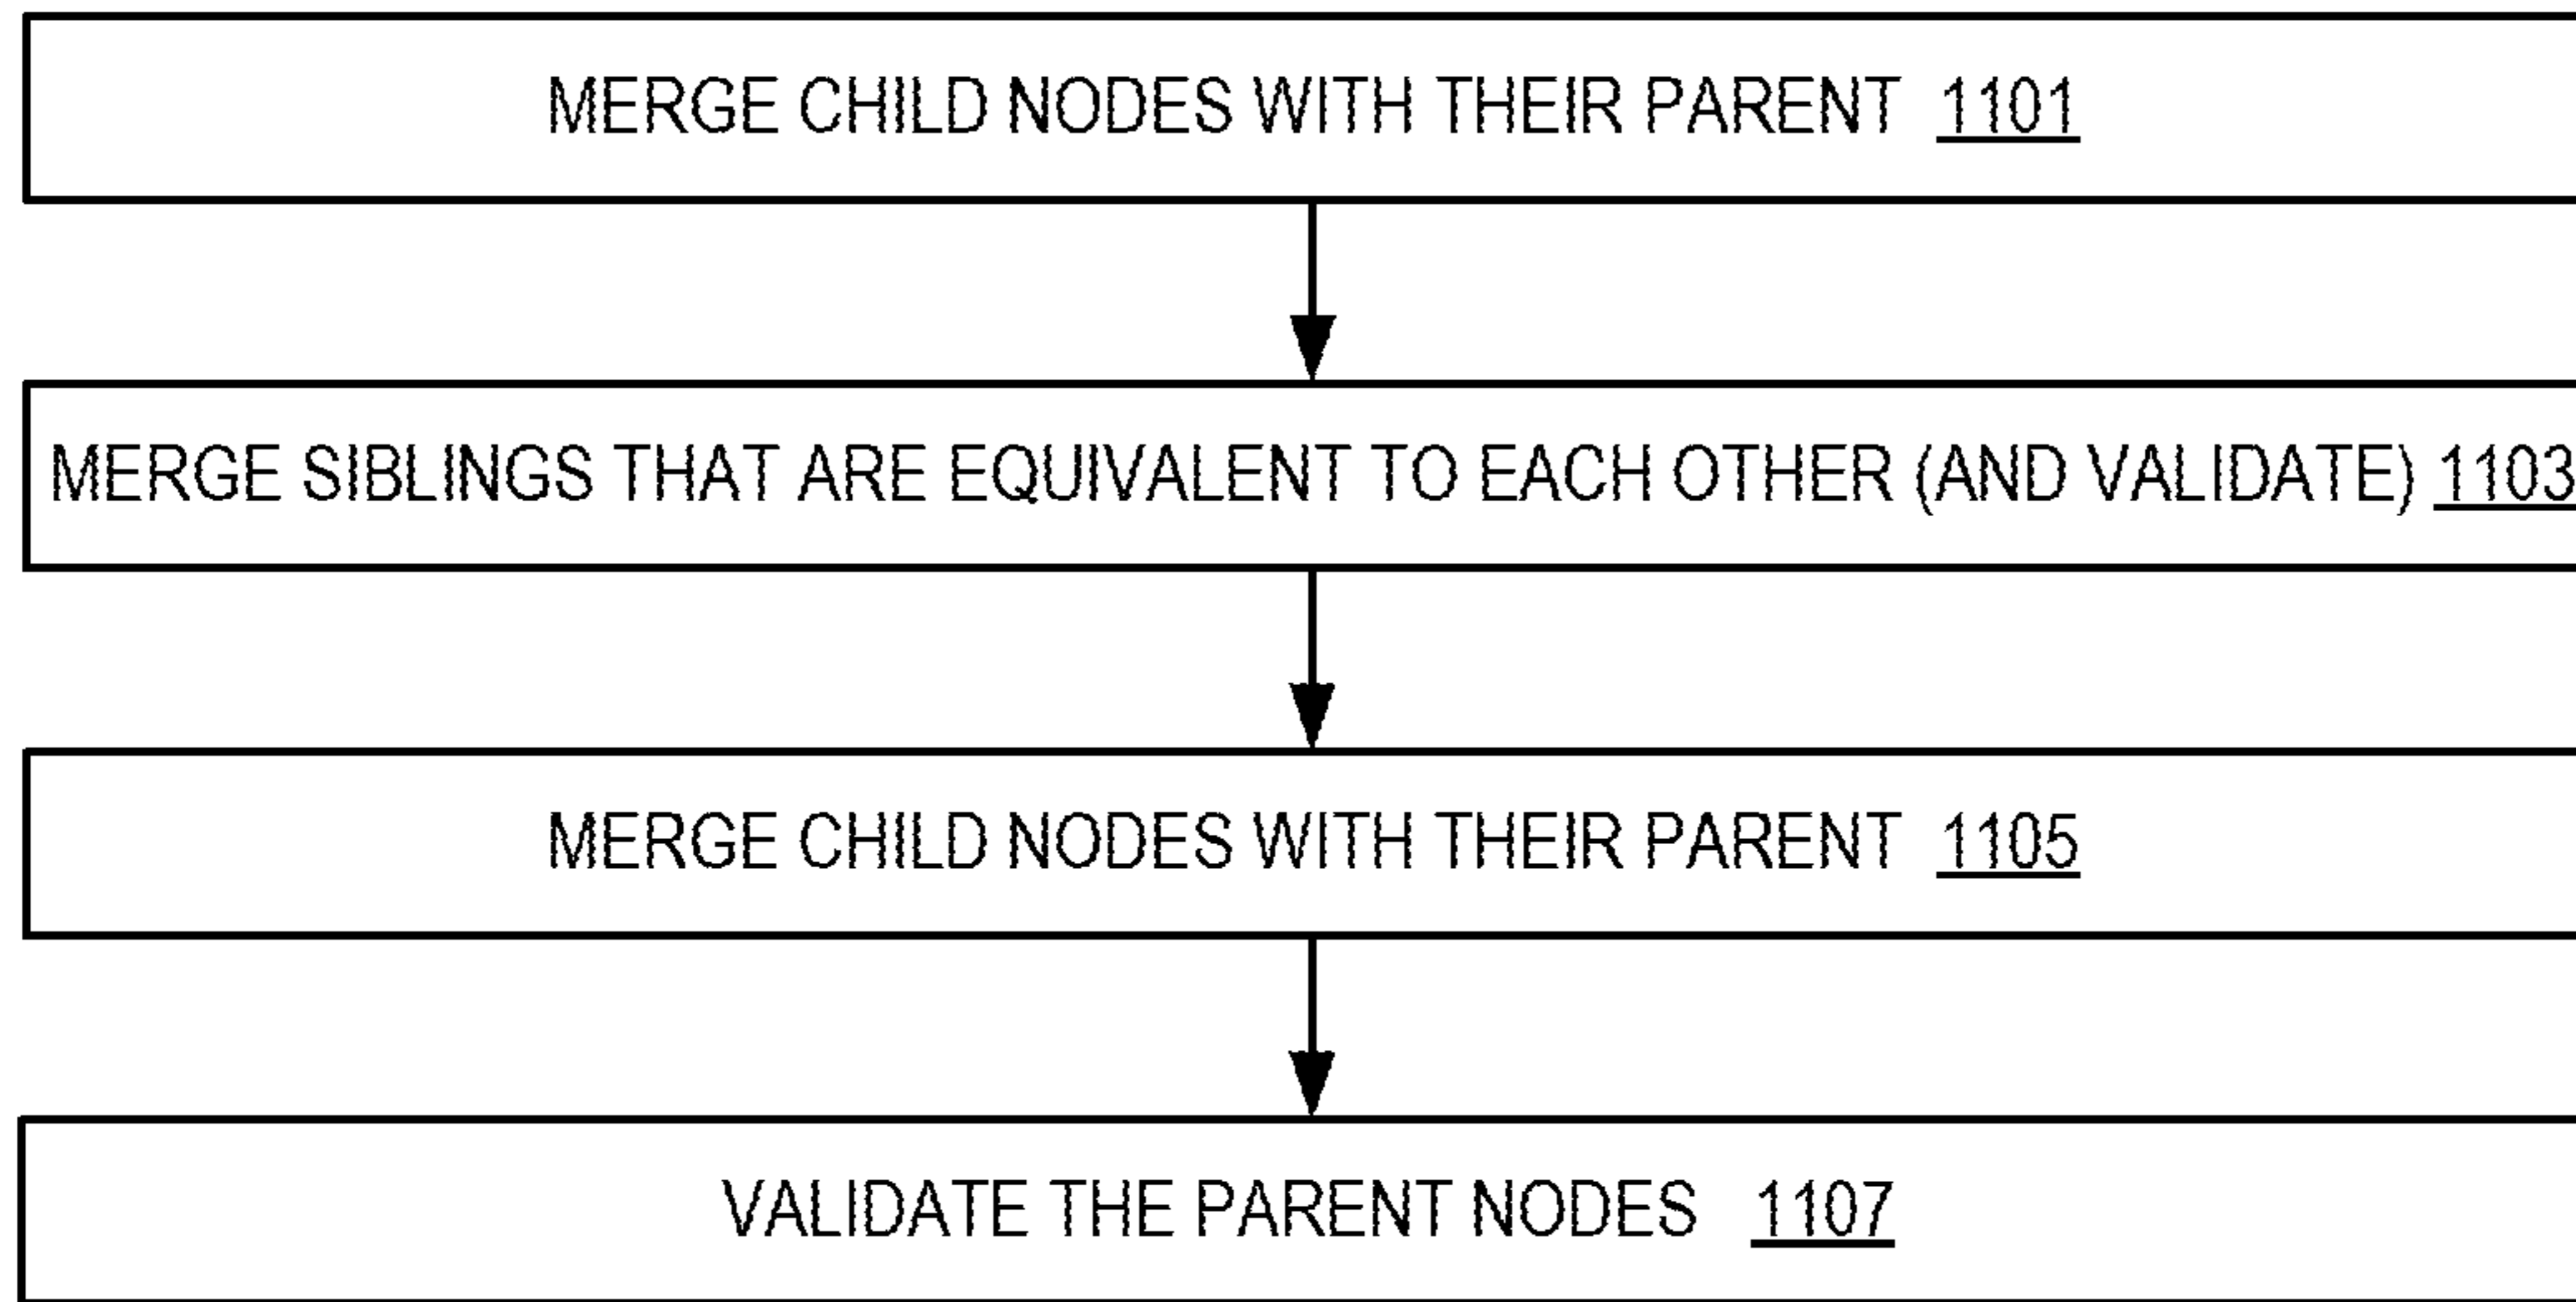 MERGE CHILD NODES WITH THEIR PARENT 1101
MERGE SIBLINGS THAT ARE EQUIVALENT TO EACH OTHER (AND VALIDATE) 1103
MERGE CHILD NODES WITH THEIR PARENT 1105
VALIDATE THE PARENT NODES 1107